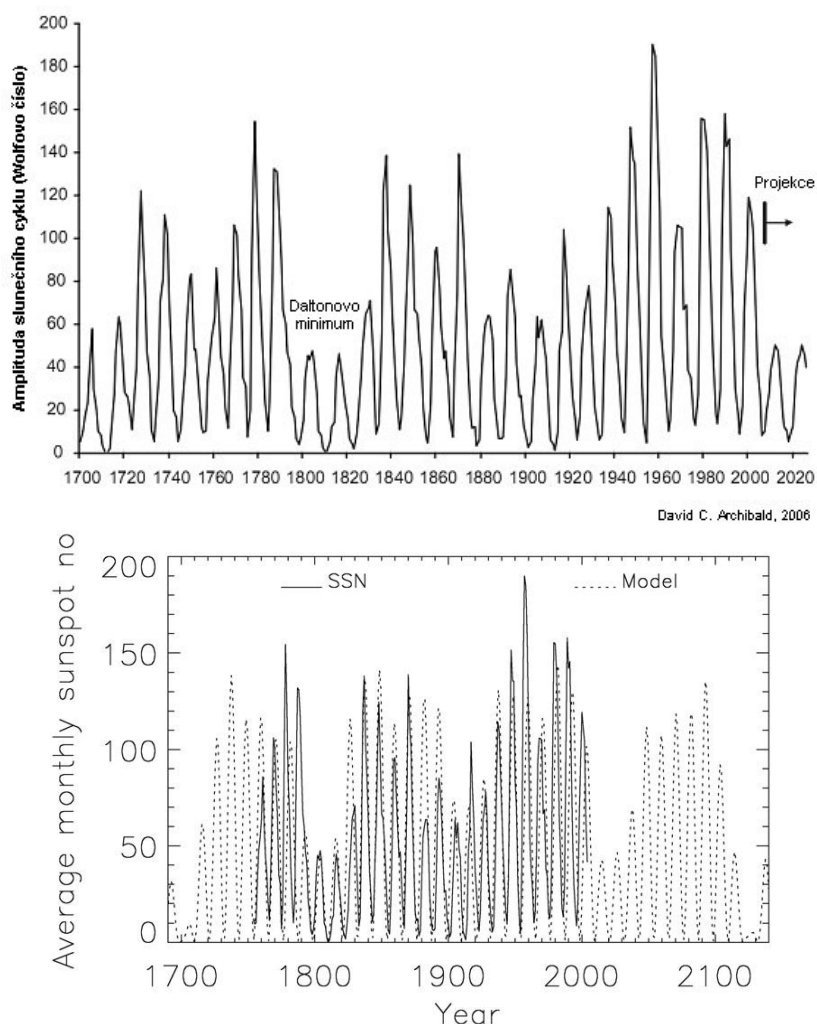 200
180
160
140
120
100
80
60
40
20
0
Amplituda slunečního cyklu (Wolfovo číslo)
Projekce
Daltonovo
minimum
1700 1720 1740 1760 1780 1800 1820 1840 1860 1880 1900 1920 1940 1960 1980 2000 2020
David C. Archibald, 2006
Average monthly sunspot no
200
150
100
50
0
SSN
Model
1700 1800 1900 2000 2100
Year